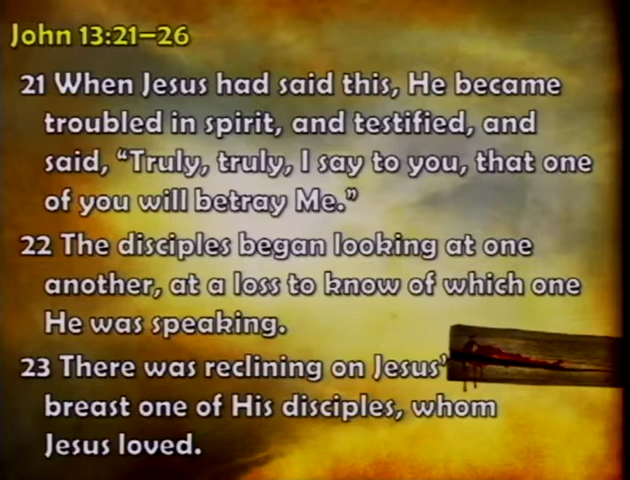 John 13:21–26
21 When Jesus had said this, He became
troubled in spirit, and testified, and
said, “Truly, truly, I say to you, that one
of you will betray Me.”
22 The disciples began looking at one
another, at a loss to know of which one
He was speaking.
23 There was reclining on Jesus’
breast one of His disciples, whom
Jesus loved.